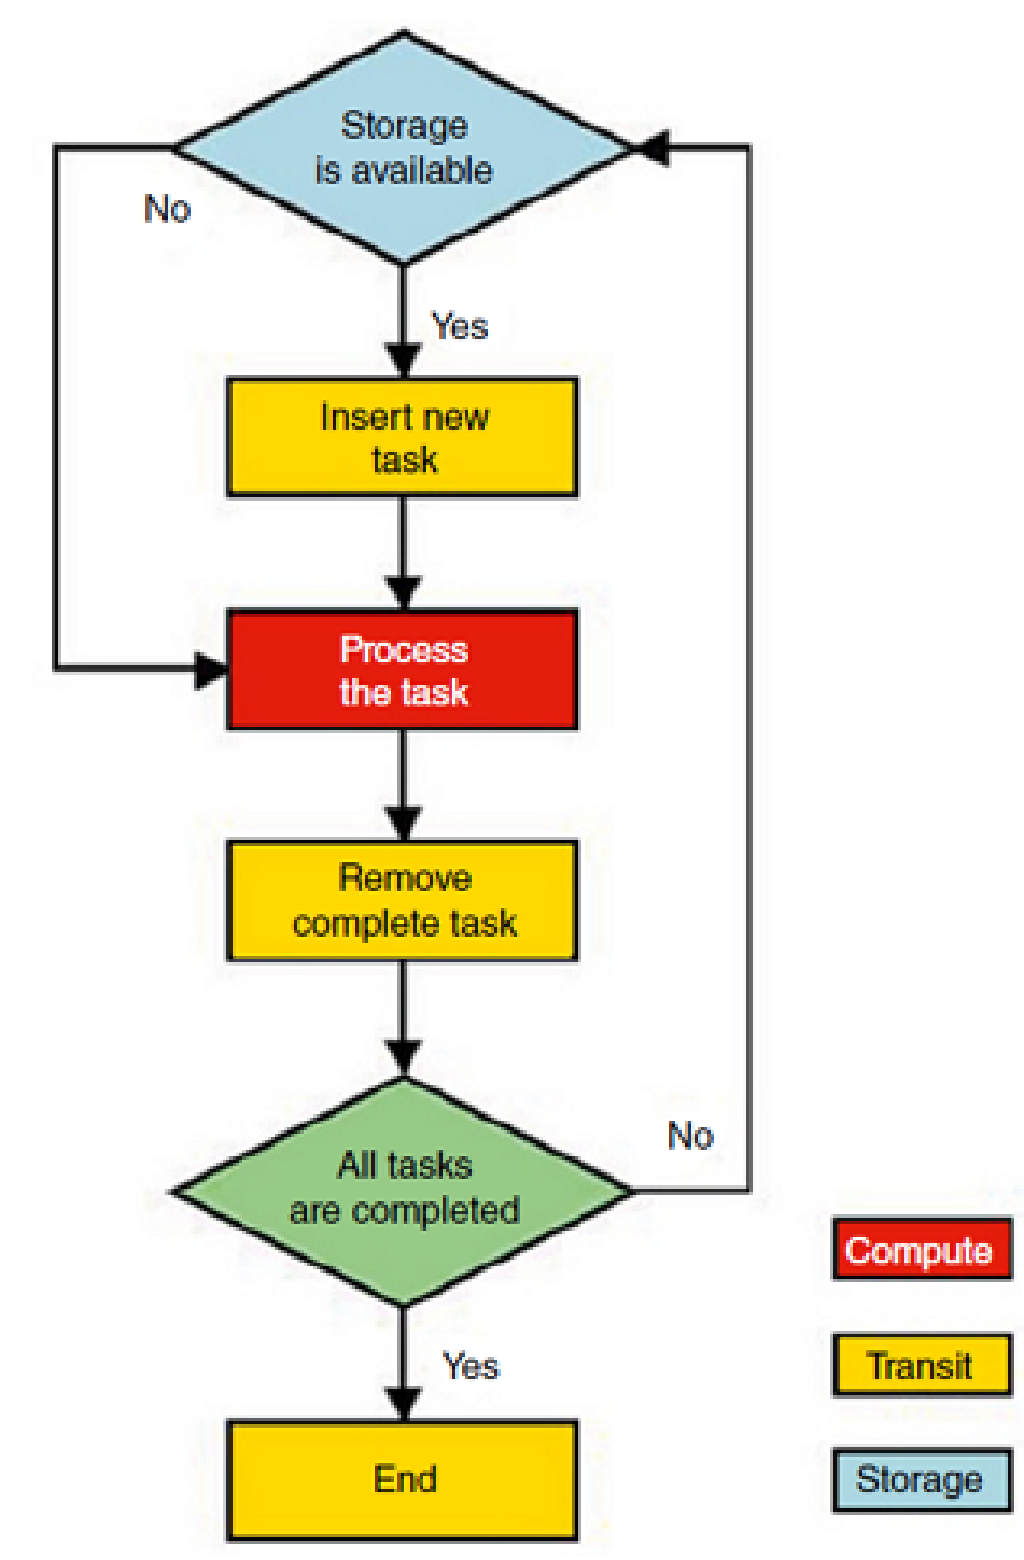 Storage
is available
No
Yes
Insert new
task
Process
the task
Remove
complete task
All tasks
are completed
No
Yes
End
Compute
Transit
Storage